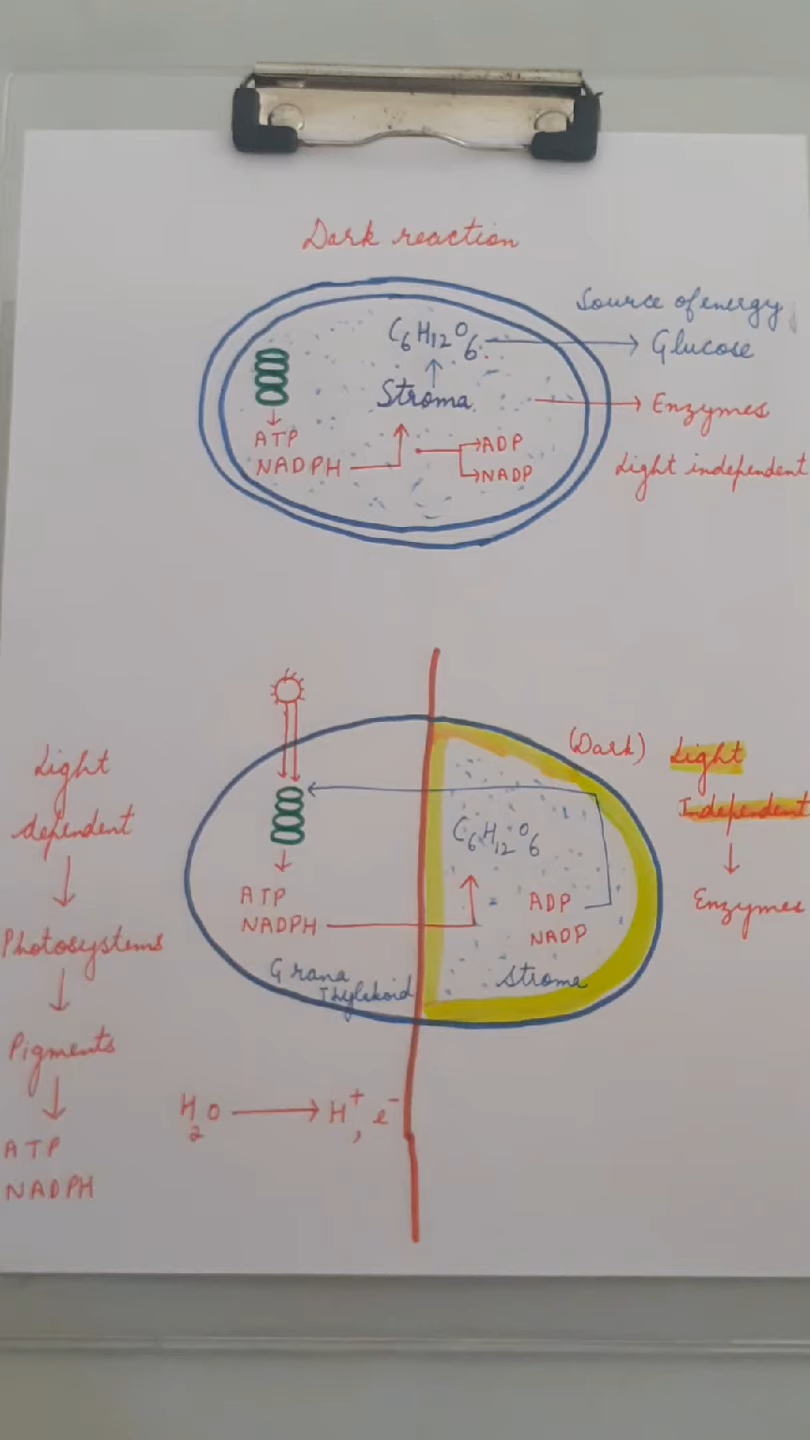 Dark reaction
Source of energy
C6H12O6 → Glucose
↑
Stroma
→ Enzymes
↓
ATP
NADPH
→ADP
→NADP
Light independent
Light
dependent
↓
Photosystems
↓
Pigments
↓
ATP
NADPH
↓
ATP
NADPH
Grana
Thylekoid
(Dark) Light
Independent
↓
Enzymes
C6H12O6
ADP
NADP
Stroma
H2O → H+, e-